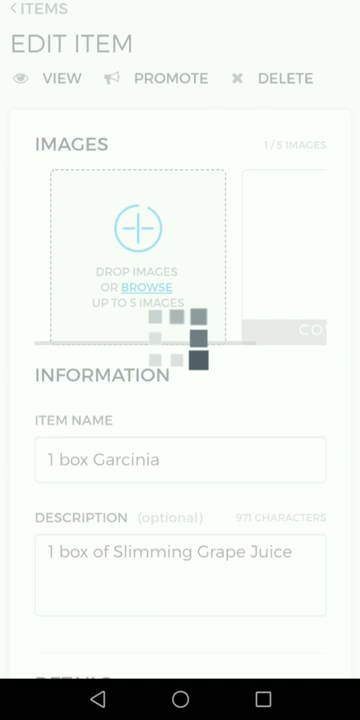 ITEMS
EDIT ITEM
VIEW PROMOTE DELETE
IMAGES 1 / 5 IMAGES
DROP IMAGES
OR BROWSE
UP TO 5 IMAGES
INFORMATION
ITEM NAME
1 box Garcinia
DESCRIPTION (optional) 971 CHARACTERS
1 box of Slimming Grape Juice